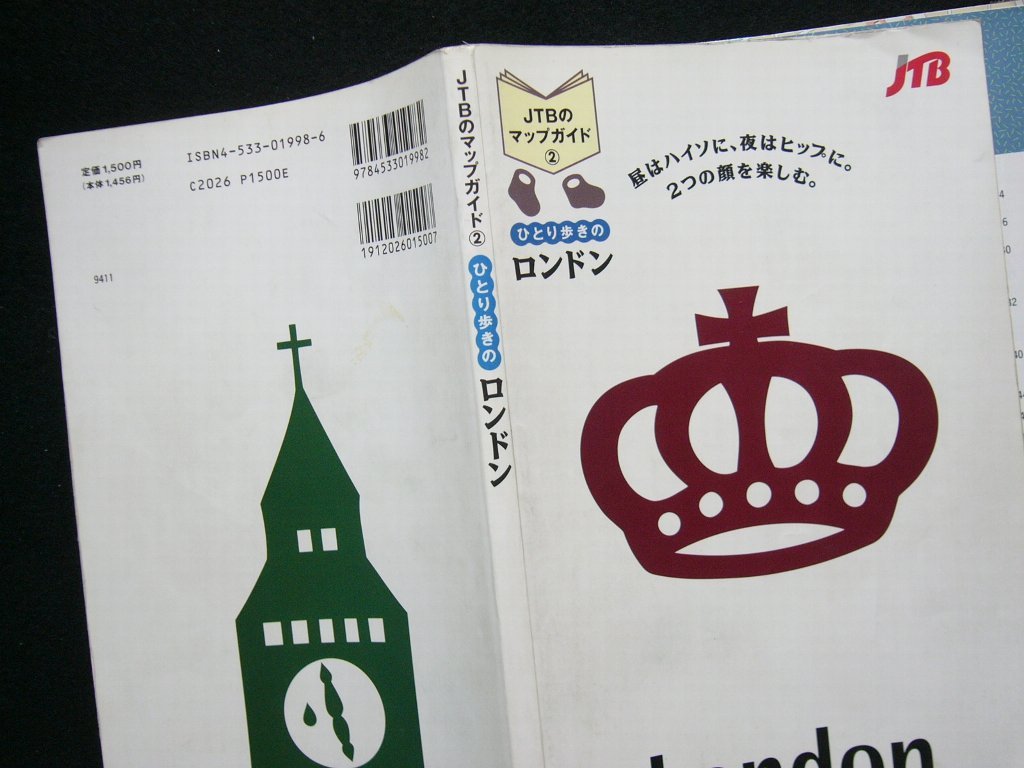 定価1,500円
(本体1,456円)
ISBN4-533-01998-6
C2026 P1500E
9784533019982
1912026015007
9411
JTBのマップガイド② ひとり歩きの ロンドン
JTBの
マップガイド
②
昼はハイソに、夜はヒップに。
2つの顔を楽しむ。
JTB
ひとり歩きの
ロンドン
London